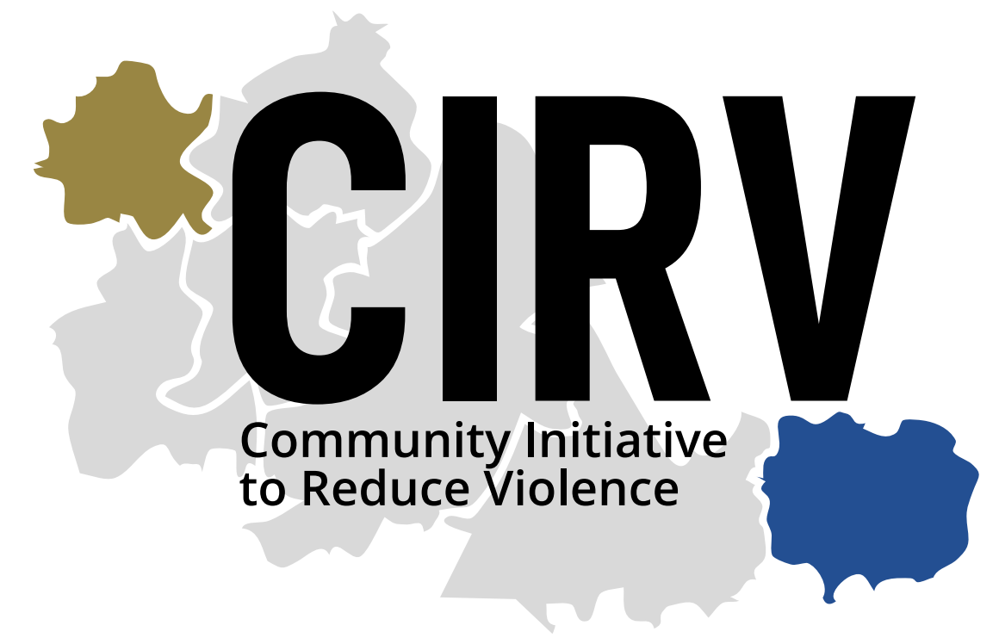 CIRV
Community Initiative
to Reduce Violence